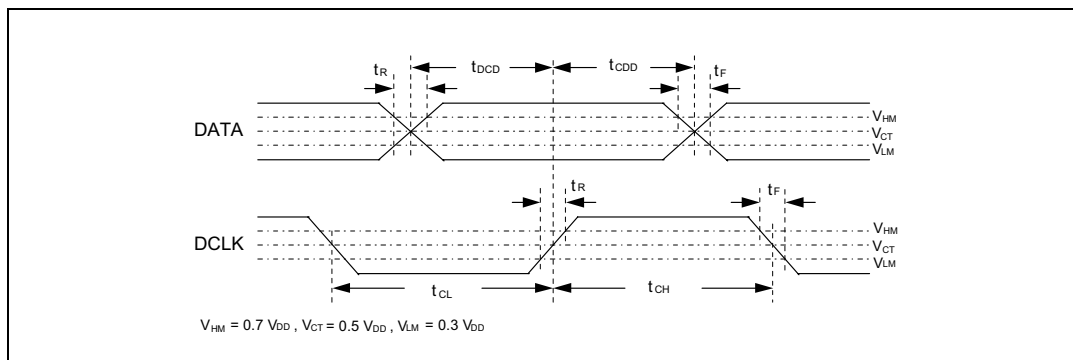 tR tDCD tCDD tF
DATA
VHM
VCT
VLM
tR tF
DCLK
VHM
VCT
VLM
tCL tCH
VHM = 0.7 VDD , VCT = 0.5 VDD , VLM = 0.3 VDD